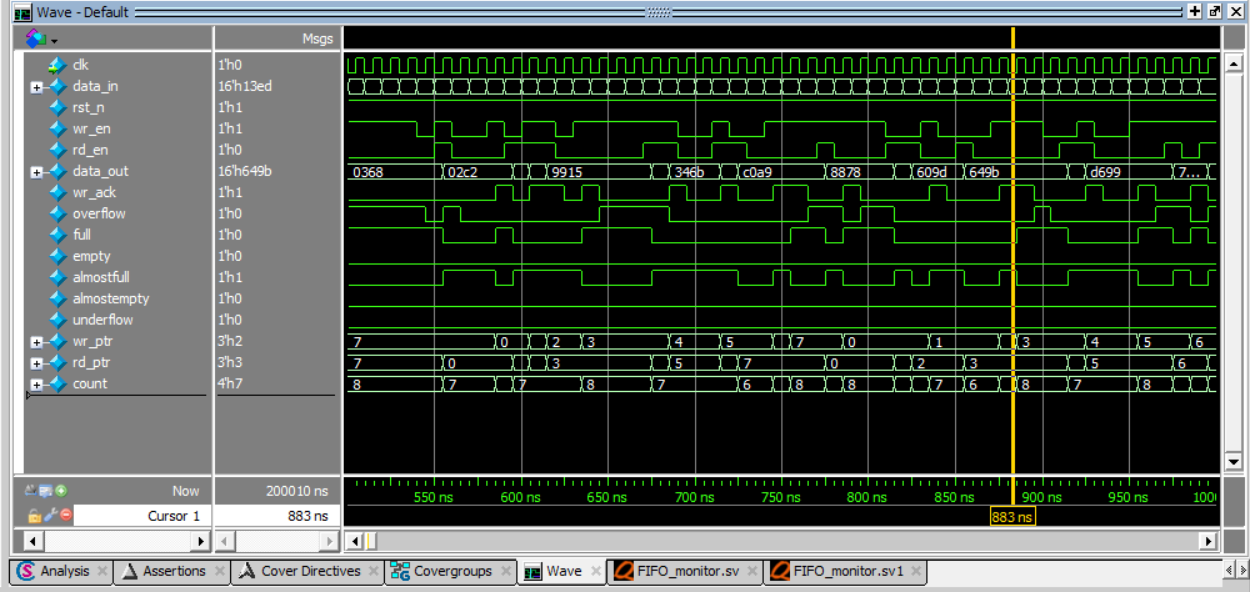 Wave - Default
Msgs
clk 1'h0
data_in 16'h13ed
rst_n 1'h1
wr_en 1'h1
rd_en 1'h0
data_out 16'h649b 0368 02c2 9915 346b c0a9 8878 609d 649b d699 7...
wr_ack 1'h1
overflow 1'h0
full 1'h0
empty 1'h0
almostfull 1'h1
almostempty 1'h0
underflow 1'h0
wr_ptr 3'h2 7 0 2 3 4 5 7 0 1 3 4 5 6
rd_ptr 3'h3 7 0 3 5 7 0 2 3 5 6
count 4'h7 8 7 7 8 7 6 8 8 7 6 8 7 8
Now 200010 ns 550 ns 600 ns 650 ns 700 ns 750 ns 800 ns 850 ns 900 ns 950 ns 100
Cursor 1 883 ns 883 ns
Analysis Assertions Cover Directives Covergroups Wave FIFO_monitor.sv FIFO_monitor.sv1